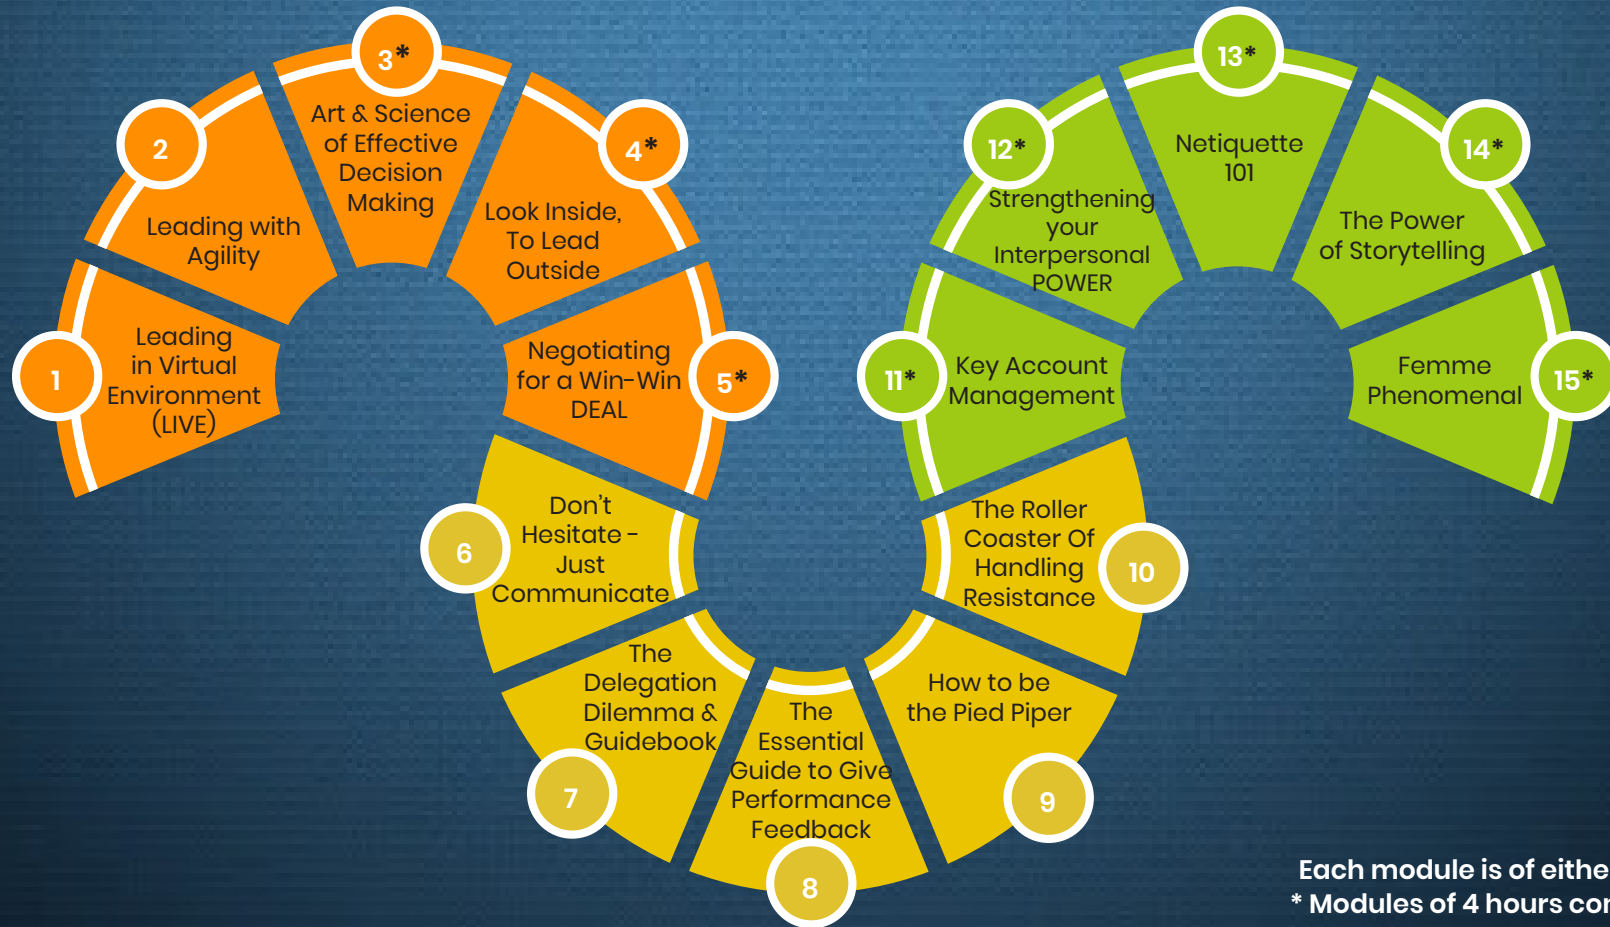 1
Leading
in Virtual
Environment
(LIVE)
2
Leading with
Agility
3*
Art & Science
of Effective
Decision
Making
4*
Look Inside,
To Lead
Outside
5*
Negotiating
for a Win-Win
DEAL
6
Don't
Hesitate -
Just
Communicate
7
The
Delegation
Dilemma &
Guidebook
8
The
Essential
Guide to Give
Performance
Feedback
9
How to be
the Pied Piper
10
The Roller
Coaster Of
Handling
Resistance
11*
Key Account
Management
12*
Strengthening
your
Interpersonal
POWER
13*
Netiquette
101
14*
The Power
of Storytelling
15*
Femme
Phenomenal
Each module is of eithe
* Modules of 4 hours